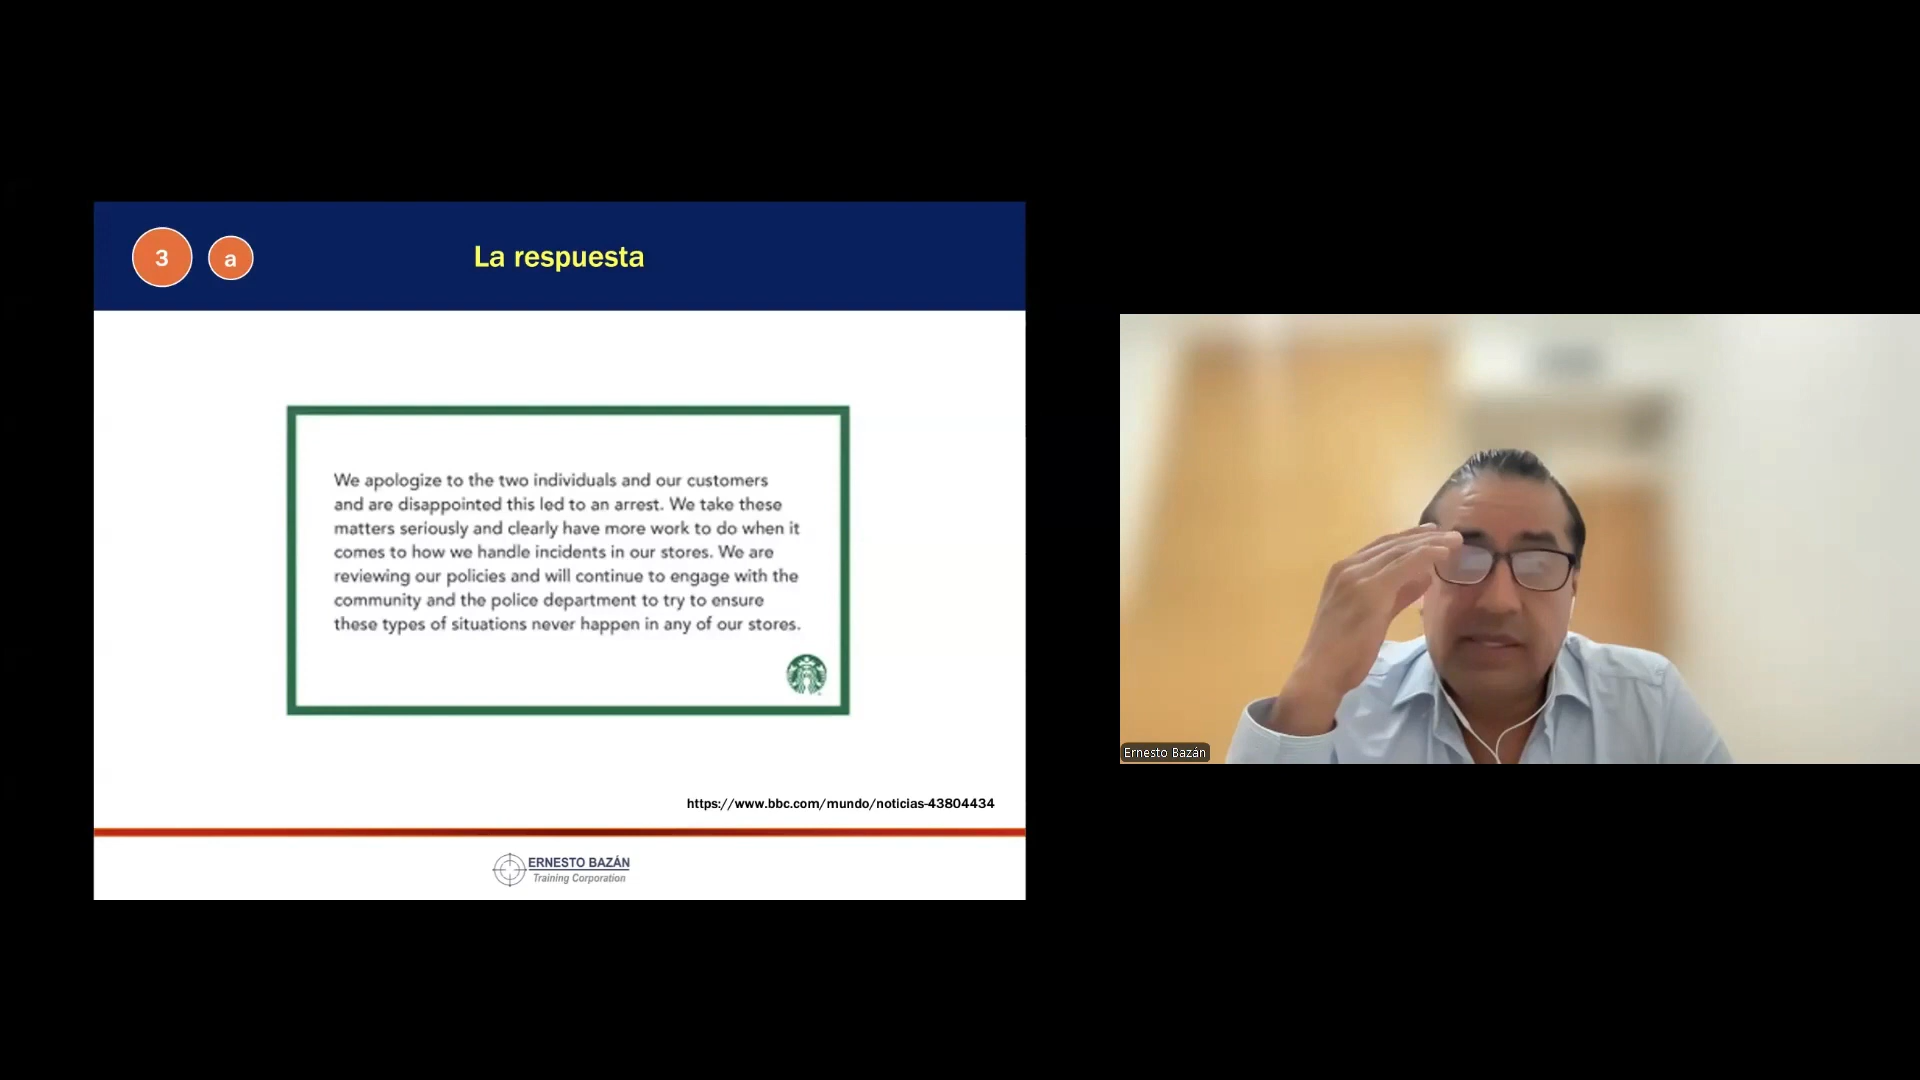 3 a La respuesta
We apologize to the two individuals and our customers
and are disappointed this led to an arrest. We take these
matters seriously and clearly have more work to do when it
comes to how we handle incidents in our stores. We are
reviewing our policies and will continue to engage with the
community and the police department to try to ensure
these types of situations never happen in any of our stores.
https://www.bbc.com/mundo/noticias-43804434
ERNESTO BAZÁN
Training Corporation
Ernesto Bazán